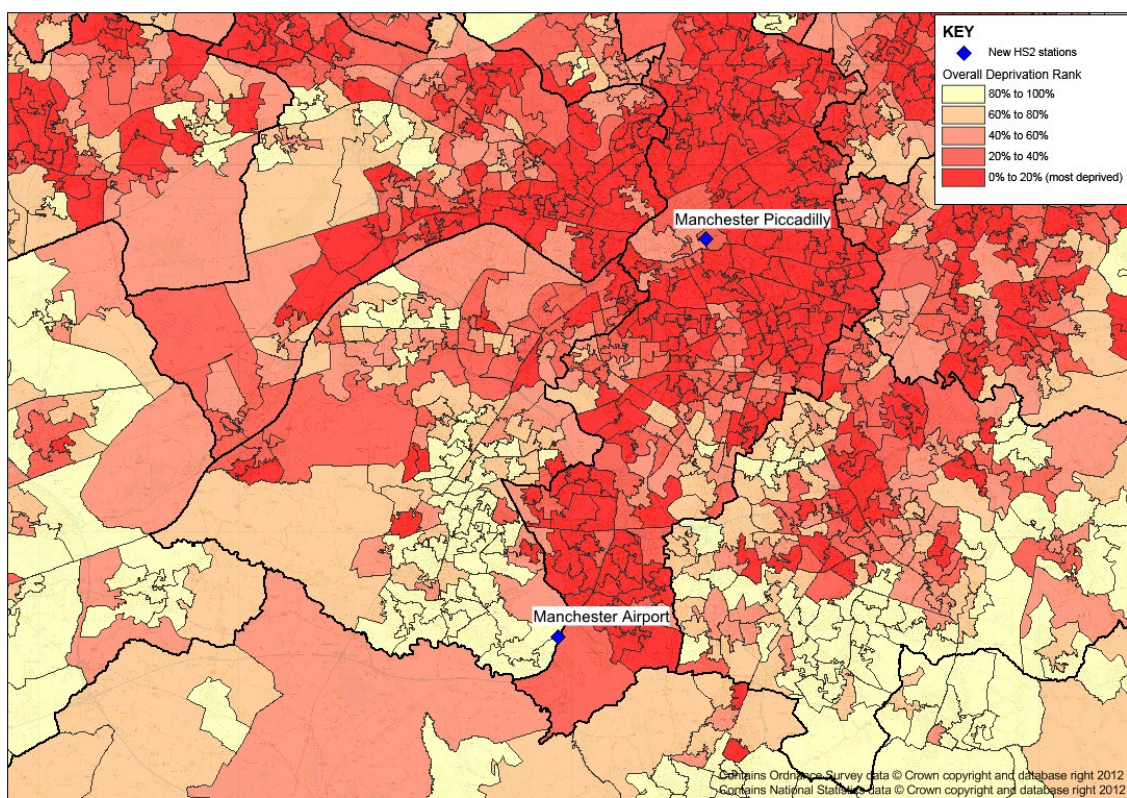 KEY
New HS2 stations
Overall Deprivation Rank
80% to 100%
60% to 80%
40% to 60%
20% to 40%
0% to 20% (most deprived)
Manchester Piccadilly
Manchester Airport
Contains Ordnance Survey data © Crown copyright and database right 2012
Contains National Statistics data © Crown copyright and database right 2012